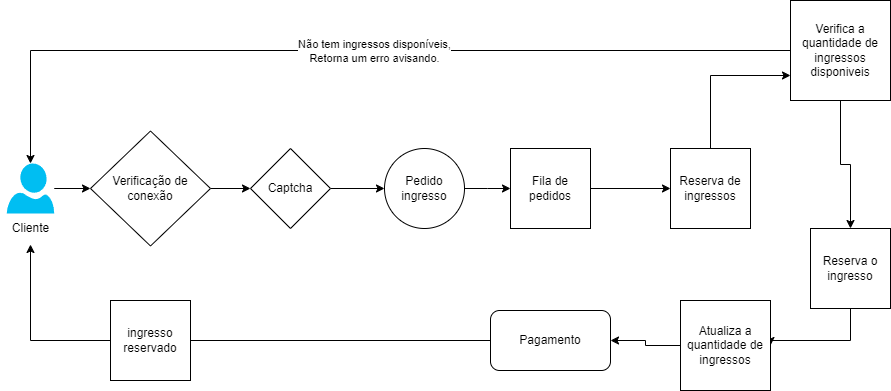 Verifica a
quantidade de
ingressos
disponiveis
Não tem ingressos disponíveis,
Retorna um erro avisando.
Cliente
Verificação de
conexão
Captcha
Pedido
ingresso
Fila de
pedidos
Reserva de
ingressos
Reserva o
ingresso
Atualiza a
quantidade de
ingressos
Pagamento
ingresso
reservado